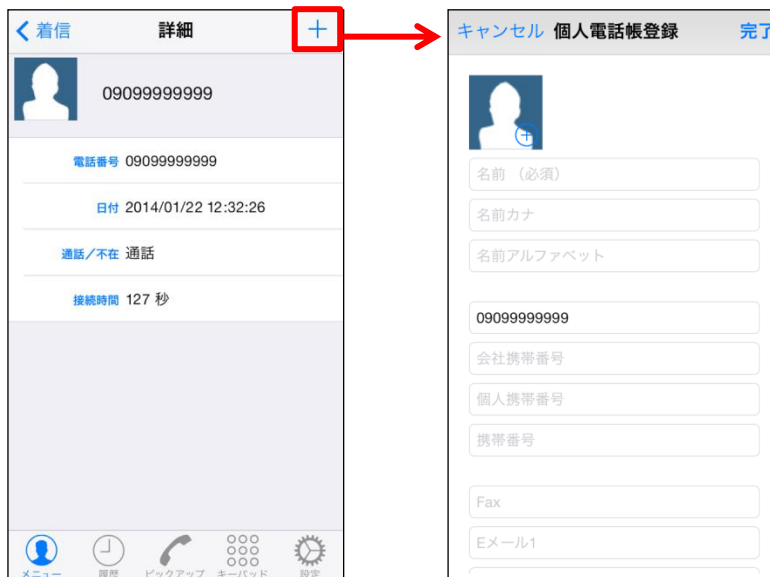 着信 詳細 +
09099999999
電話番号 09099999999
日付 2014/01/22 12:32:26
通話／不在 通話
接続時間 127 秒
メニュー 履歴 ピックアップ キーパッド 設定
キャンセル 個人電話帳登録 完了
名前 （必須）
名前カナ
名前アルファベット
09099999999
会社携帯番号
個人携帯番号
携帯番号
Fax
Eメール1